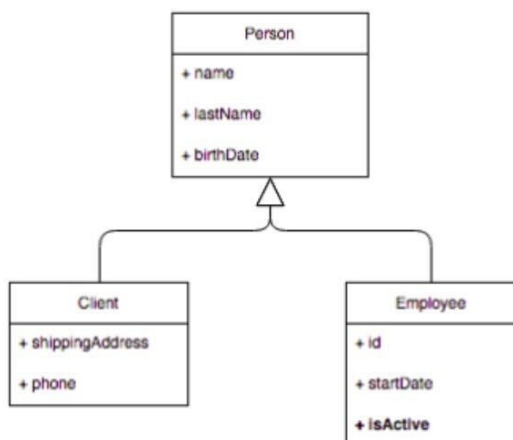 Person
+ name
+ lastName
+ birthDate
Client
+ shippingAddress
+ phone
Employee
+ id
+ startDate
+ isActive